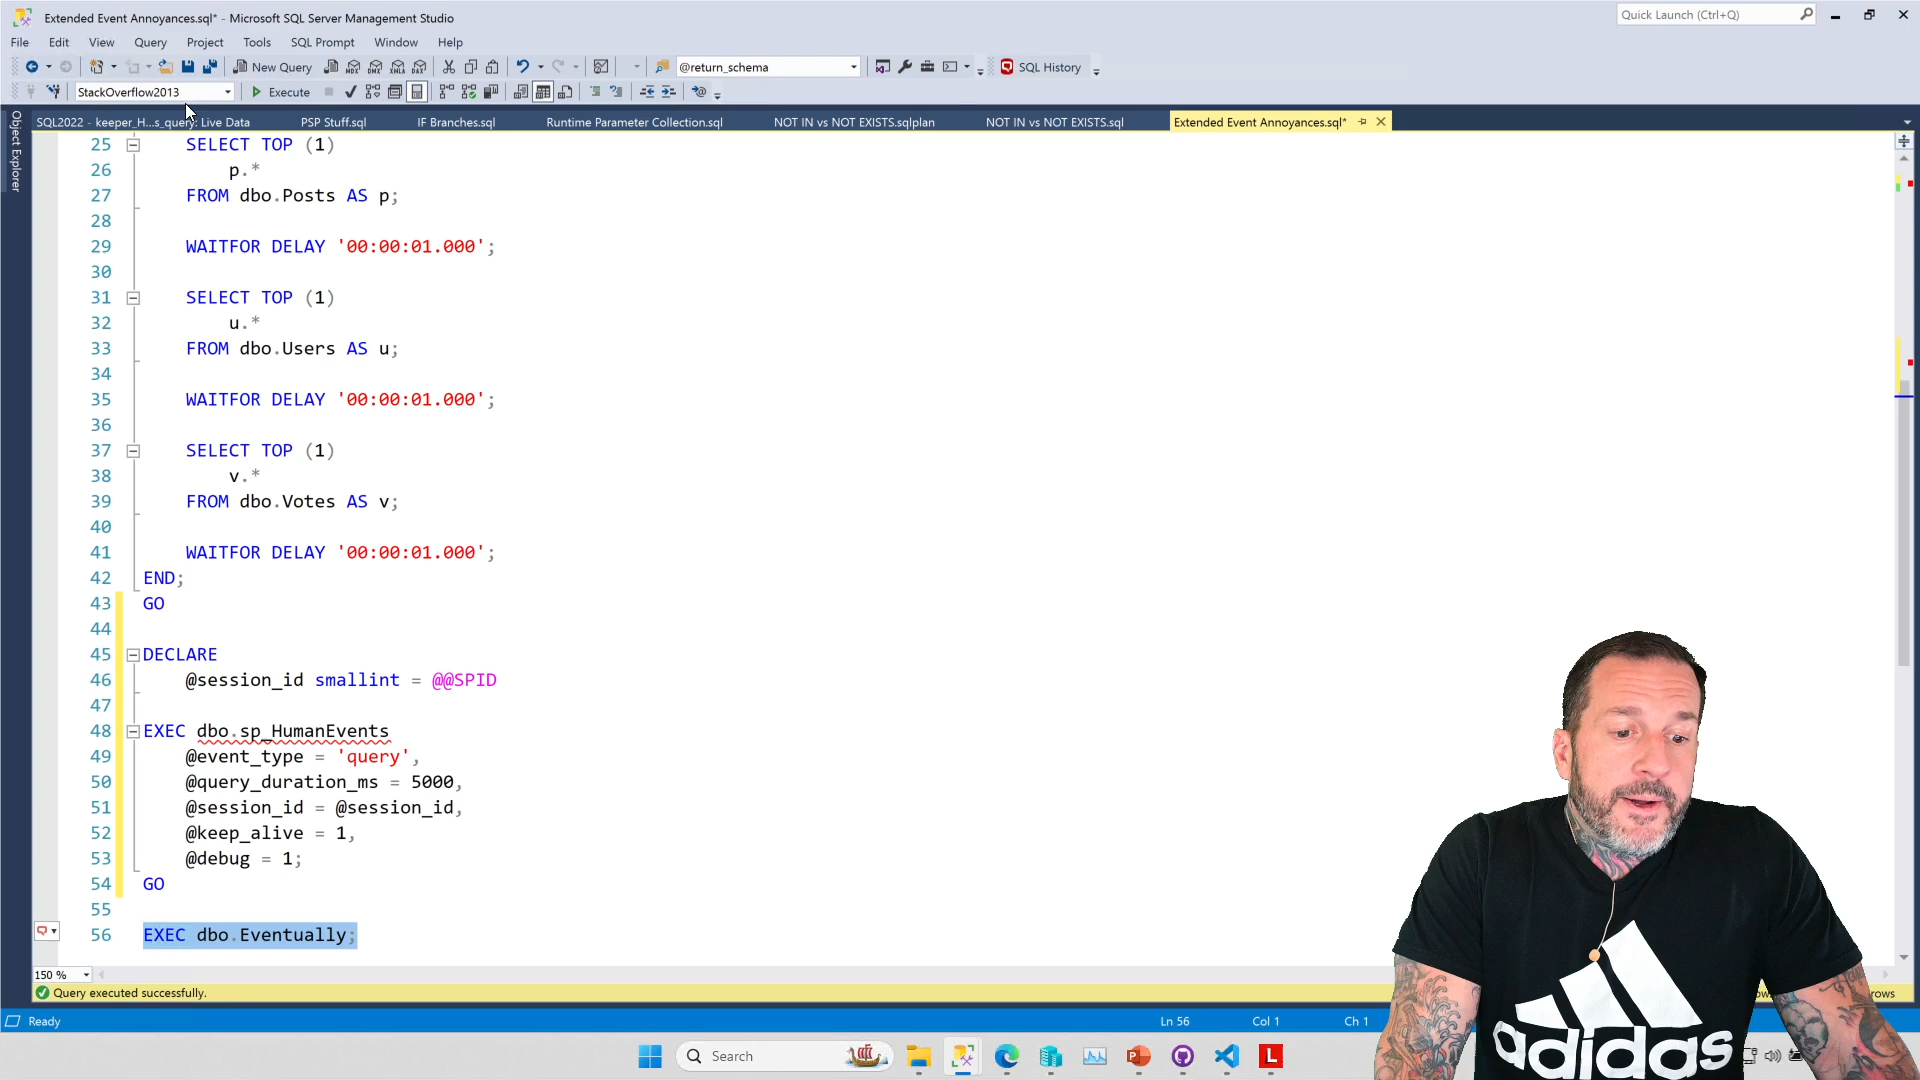 Extended Event Annoyances.sql* - Microsoft SQL Server Management Studio
Quick Launch (Ctrl+Q)
File Edit View Query Project Tools SQL Prompt Window Help
New Query MDX DMX XMLA DAX @return_schema SQL History
StackOverflow2013 Execute
SQL2022 - keeper_H...s_query: Live Data PSP Stuff.sql IF Branches.sql Runtime Parameter Collection.sql NOT IN vs NOT EXISTS.sqlplan NOT IN vs NOT EXISTS.sql Extended Event Annoyances.sql*
Object Explorer
25 SELECT TOP (1)
26 p.*
27 FROM dbo.Posts AS p;
28
29 WAITFOR DELAY '00:00:01.000';
30
31 SELECT TOP (1)
32 u.*
33 FROM dbo.Users AS u;
34
35 WAITFOR DELAY '00:00:01.000';
36
37 SELECT TOP (1)
38 v.*
39 FROM dbo.Votes AS v;
40
41 WAITFOR DELAY '00:00:01.000';
42 END;
43 GO
44
45 DECLARE
46 @session_id smallint = @@SPID
47
48 EXEC dbo.sp_HumanEvents
49 @event_type = 'query',
50 @query_duration_ms = 5000,
51 @session_id = @session_id,
52 @keep_alive = 1,
53 @debug = 1;
54 GO
55
56 EXEC dbo.Eventually;
150 %
Query executed successfully. rows
Ready Ln 56 Col 1 Ch 1
Search
adidas